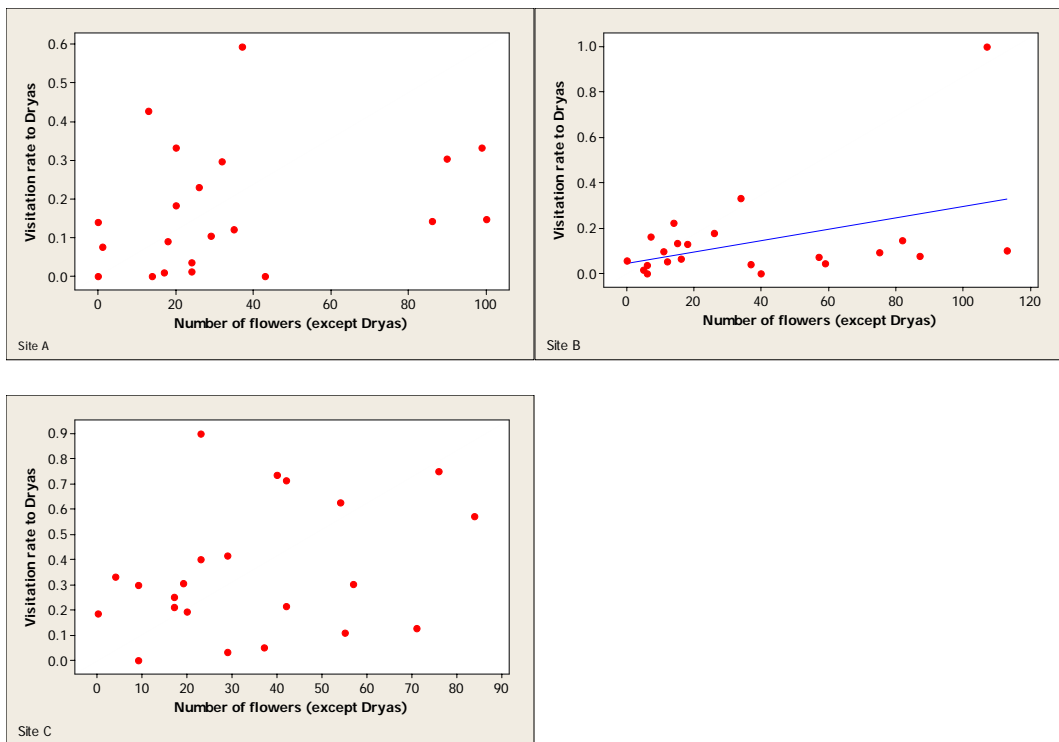 0.6
0.5
0.4
0.3
0.2
0.1
0.0
Visitation rate to Dryas
0 20 40 60 80 100
Number of flowers (except Dryas)
Site A
1.0
0.8
0.6
0.4
0.2
0.0
Visitation rate to Dryas
0 20 40 60 80 100 120
Number of flowers (except Dryas)
Site B
0.9
0.8
0.7
0.6
0.5
0.4
0.3
0.2
0.1
0.0
Visitation rate to Dryas
0 10 20 30 40 50 60 70 80 90
Number of flowers (except Dryas)
Site C